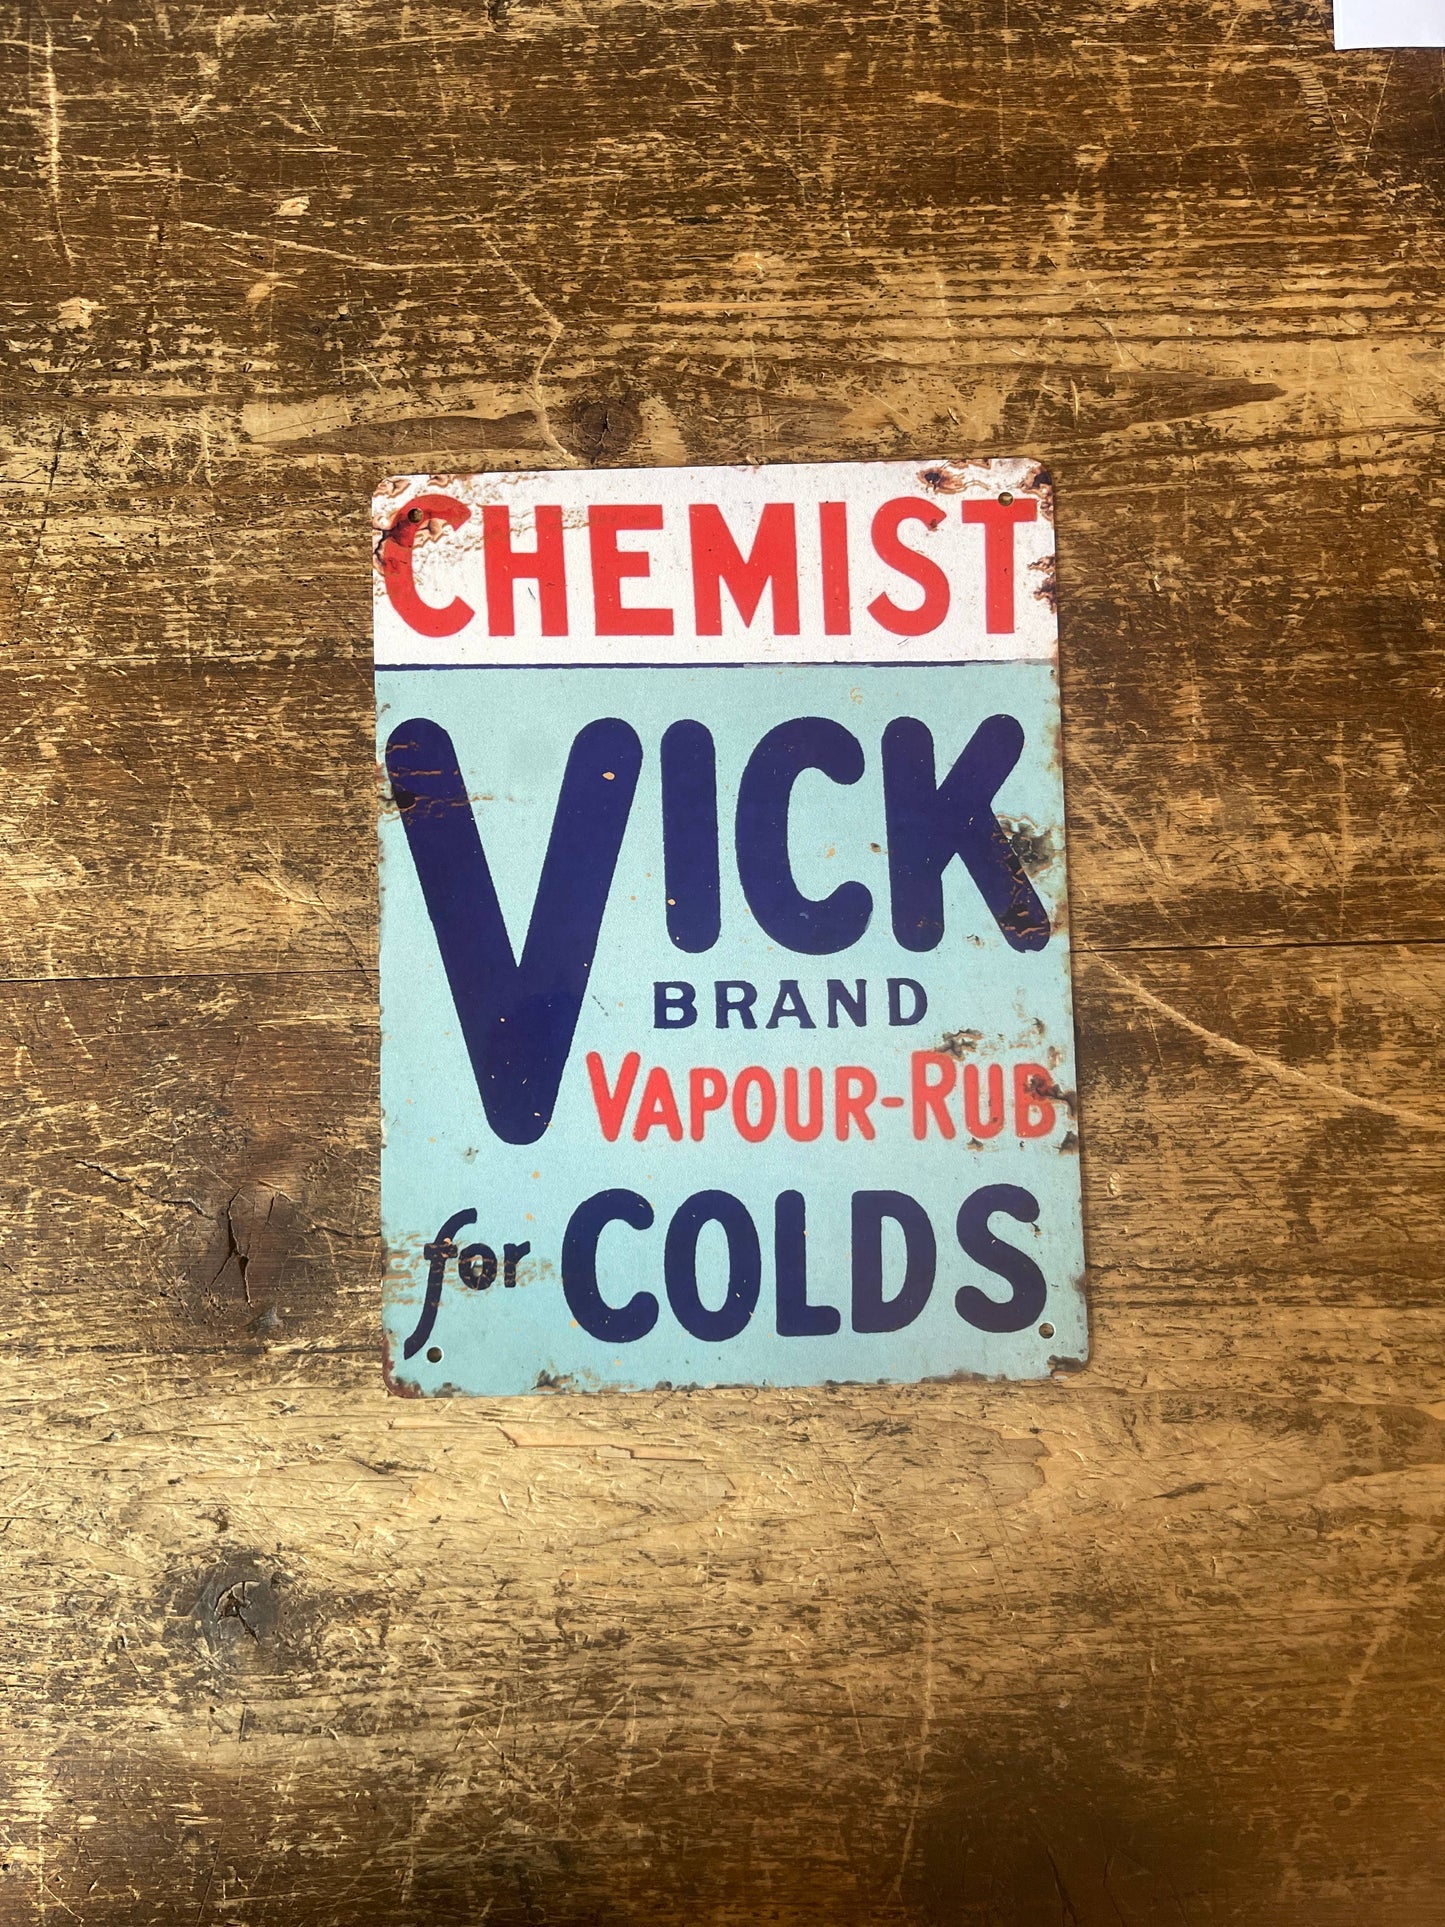 CHEMIST
VICK
BRAND
VAPOUR-RUB
for COLDS